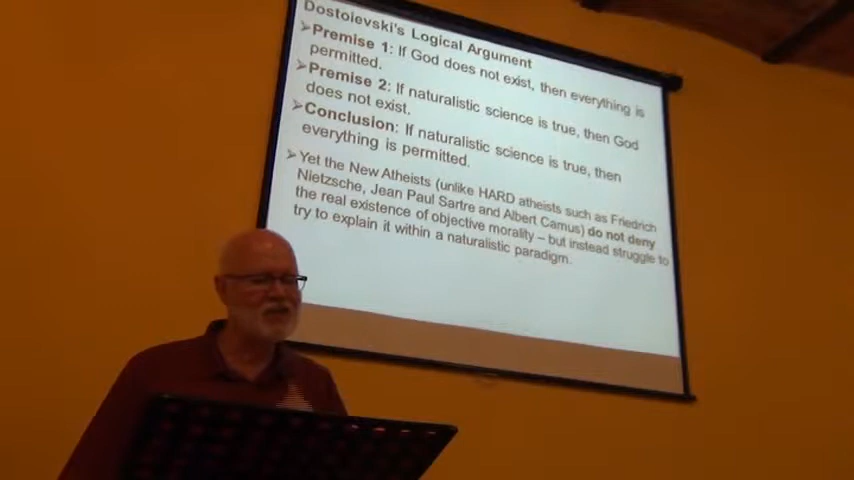 Dostoievski's Logical Argument
➢Premise 1: If God does not exist, then everything is
permitted.
➢Premise 2: If naturalistic science is true, then God
does not exist.
➢Conclusion: If naturalistic science is true, then
everything is permitted.
➢Yet the New Atheists (unlike HARD atheists such as Friedrich
Nietzsche, Jean Paul Sartre and Albert Camus) do not deny
the real existence of objective morality – but instead struggle to
try to explain it within a naturalistic paradigm.